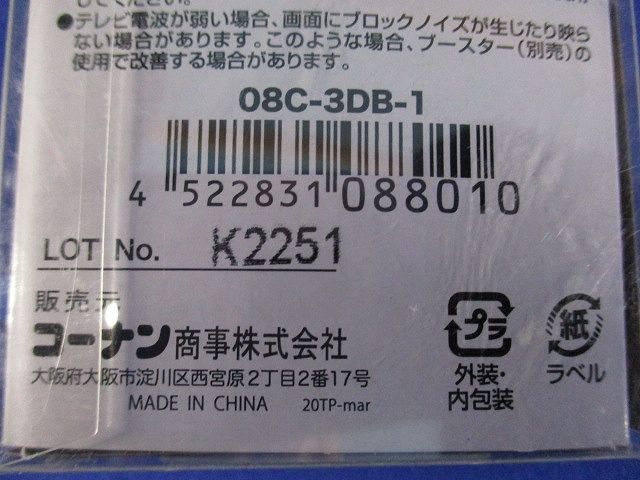 してください。
●テレビ電波が弱い場合、画面にブロックノイズが生じたり映ら
ない場合があります。このような場合、ブースター(別売)の
使用で改善する場合があります。
08C-3DB-1
4 522831 088010
LOT No. K2251
販売元
コーナン商事株式会社
大阪府大阪市淀川区西宮原2丁目2番17号
MADE IN CHINA 20TP-mar
プラ
外装・
内包装
紙
ラベル